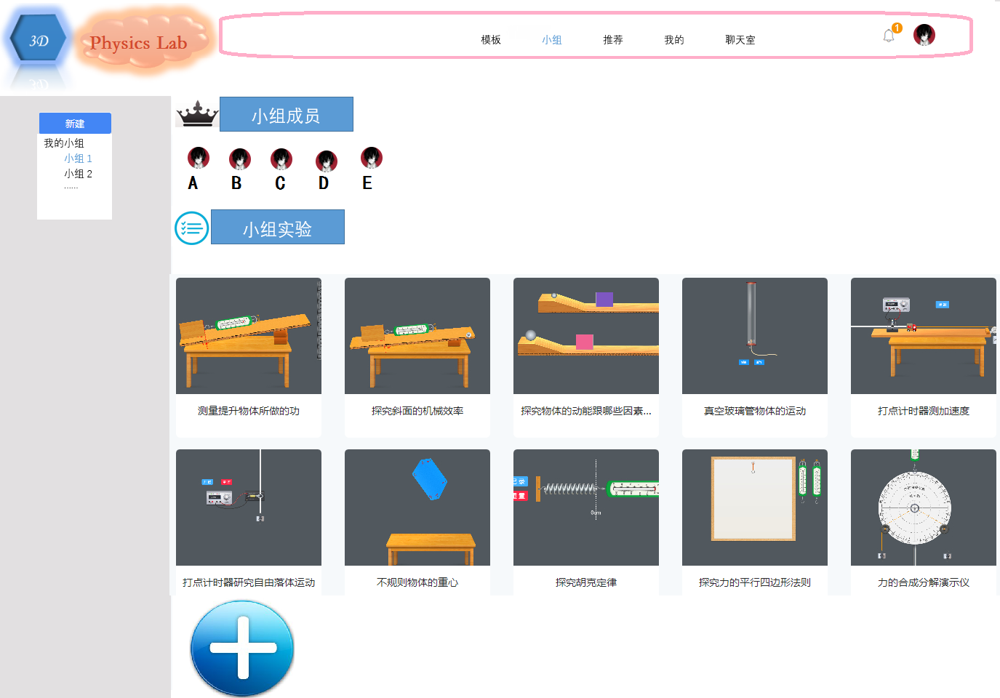 3D
Physics Lab
模板
小组
推荐
我的
聊天室
1
新建
我的小组
小组 1
小组 2
......
小组成员
A B C D E
小组实验
测量提升物体所做的功
探究斜面的机械效率
探究物体的动能跟哪些因素...
真空玻璃管物体的运动
打点计时器测加速度
0cm
打点计时器研究自由落体运动
不规则物体的重心
探究胡克定律
探究力的平行四边形法则
力的合成分解演示仪